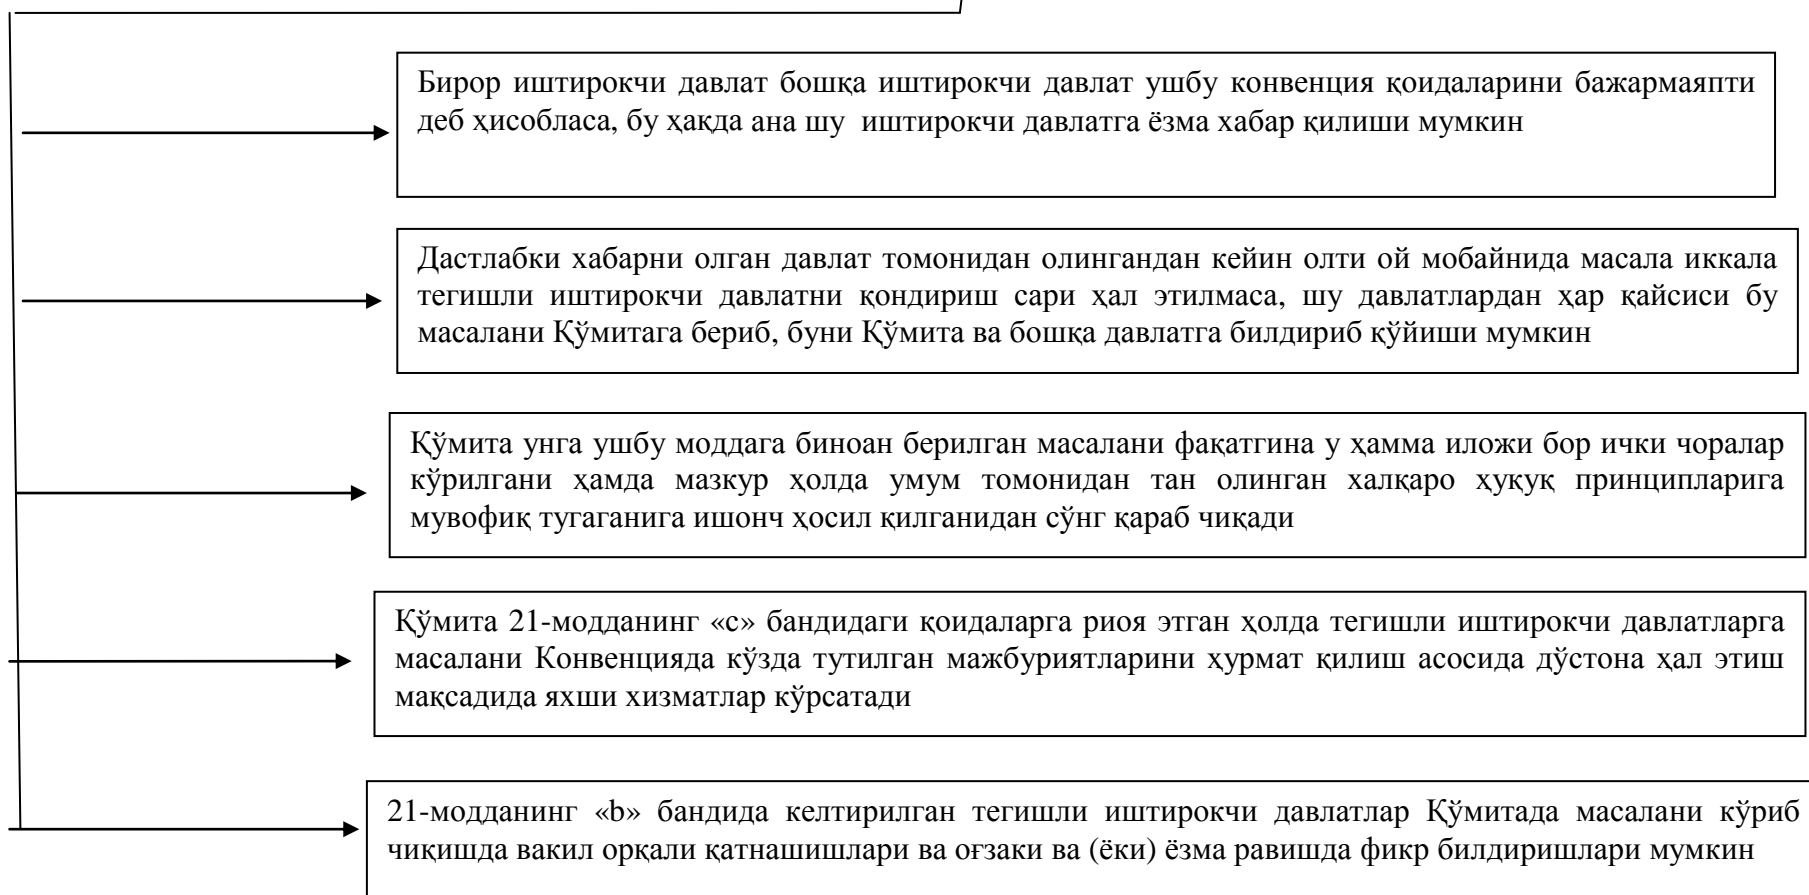 Бирор иштирокчи давлат бошқа иштирокчи давлат ушбу конвенция қоидаларини бажармаяпти
деб ҳисобласа, бу ҳақда ана шу иштирокчи давлатга ёзма хабар қилиши мумкин
Дастлабки хабарни олган давлат томонидан олингандан кейин олти ой мобайнида масала иккала
тегишли иштирокчи давлатни қондириш сари ҳал этилмаса, шу давлатлардан ҳар қайсиси бу
масалани Қўмитага бериб, буни Қўмита ва бошқа давлатга билдириб қўйиши мумкин
Қўмита унга ушбу моддага биноан берилган масалани фақатгина у ҳамма иложи бор ички чоралар
кўрилгани ҳамда мазкур ҳолда умум томонидан тан олинган халқаро ҳуқуқ принципларига
мувофиқ тугаганига ишонч ҳосил қилганидан сўнг қараб чиқади
Қўмита 21-модданинг «с» бандидаги қоидаларга риоя этган ҳолда тегишли иштирокчи давлатларга
масалани Конвенцияда кўзда тутилган мажбуриятларини ҳурмат қилиш асосида дўстона ҳал этиш
мақсадида яхши хизматлар кўрсатади
21-модданинг «b» бандида келтирилган тегишли иштирокчи давлатлар Қўмитада масалани кўриб
чиқишда вакил орқали қатнашишлари ва оғзаки ва (ёки) ёзма равишда фикр билдиришлари мумкин